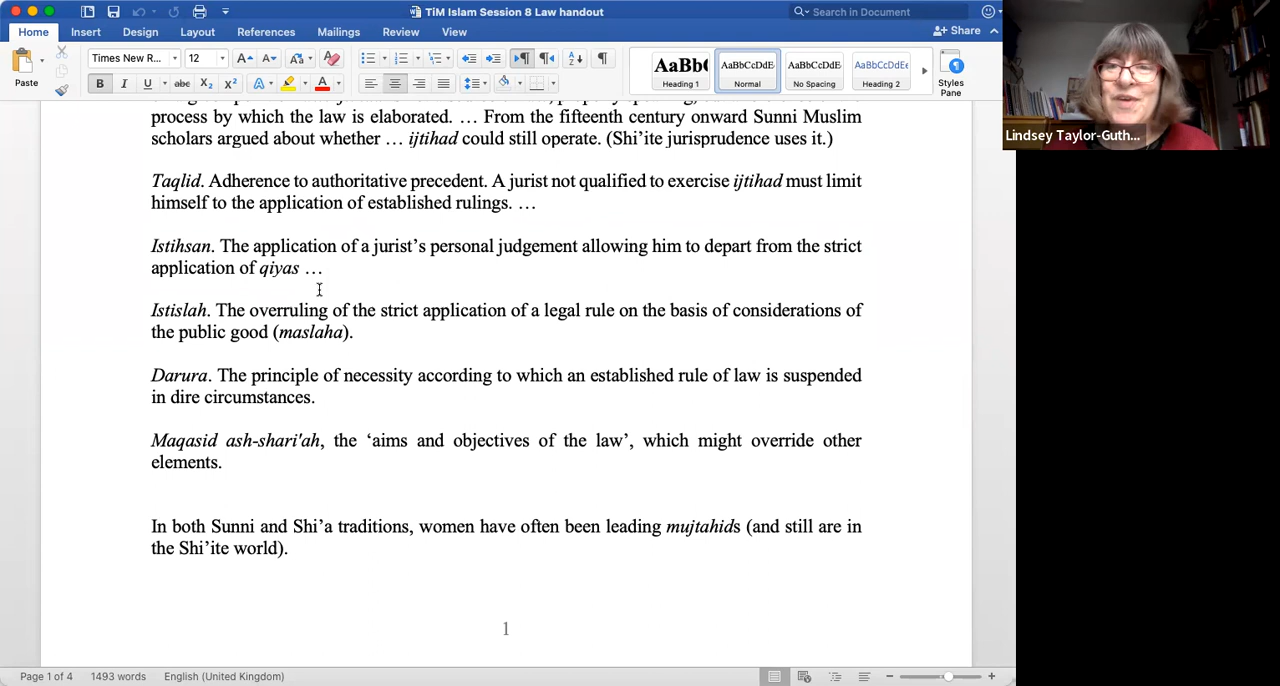 TiM Islam Session 8 Law handout
Search in Document
Home Insert Design Layout References Mailings Review View
Share
Paste
Times New R... 12
AaBbC AaBbCcDdE AaBbCcDdE AaBbCcDdEe
Heading 1 Normal No Spacing Heading 2
Styles Pane
process by which the law is elaborated. … From the fifteenth century onward Sunni Muslim
scholars argued about whether … ijtihad could still operate. (Shi’ite jurisprudence uses it.)
Taqlid. Adherence to authoritative precedent. A jurist not qualified to exercise ijtihad must limit
himself to the application of established rulings. …
Istihsan. The application of a jurist’s personal judgement allowing him to depart from the strict
application of qiyas …
Istislah. The overruling of the strict application of a legal rule on the basis of considerations of
the public good (maslaha).
Darura. The principle of necessity according to which an established rule of law is suspended
in dire circumstances.
Maqasid ash-shari'ah, the ‘aims and objectives of the law’, which might override other
elements.
In both Sunni and Shi’a traditions, women have often been leading mujtahids (and still are in
the Shi’ite world).
1
Page 1 of 4 1493 words English (United Kingdom)
Lindsey Taylor-Guth...